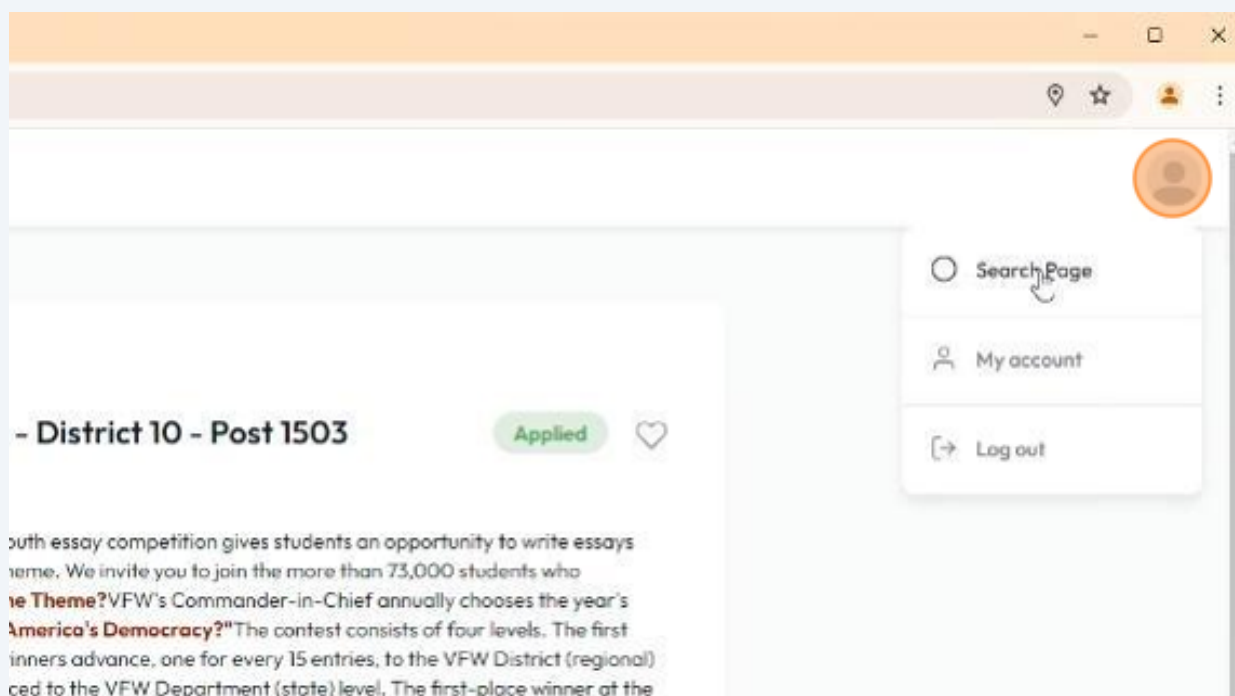 Search Page
My account
- District 10 - Post 1503
Applied
Log out
outh essay competition gives students an opportunity to write essays
heme. We invite you to join the more than 73,000 students who
he Theme?VFW's Commander-in-Chief annually chooses the year's
America's Democracy?"The contest consists of four levels. The first
inners advance, one for every 15 entries, to the VFW District (regional)
ced to the VFW Department (state) level. The first-place winner at the